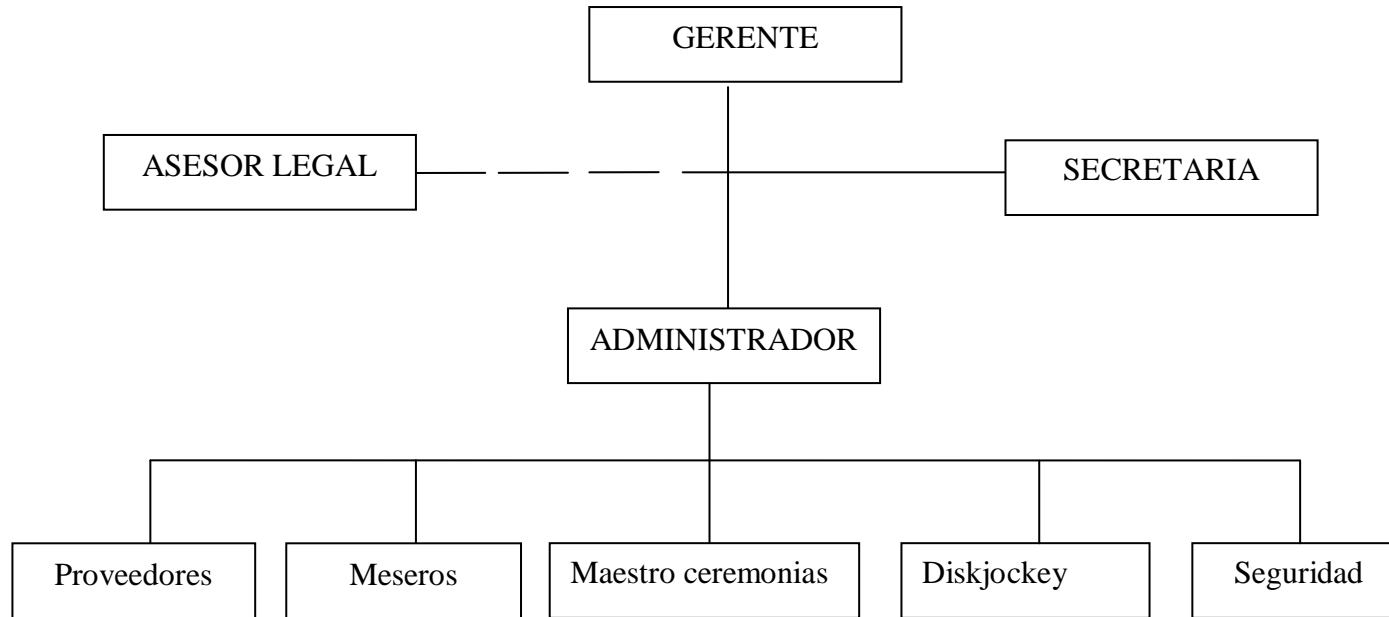 GERENTE
ASESOR LEGAL
SECRETARIA
ADMINISTRADOR
Proveedores
Meseros
Maestro ceremonias
Diskjockey
Seguridad